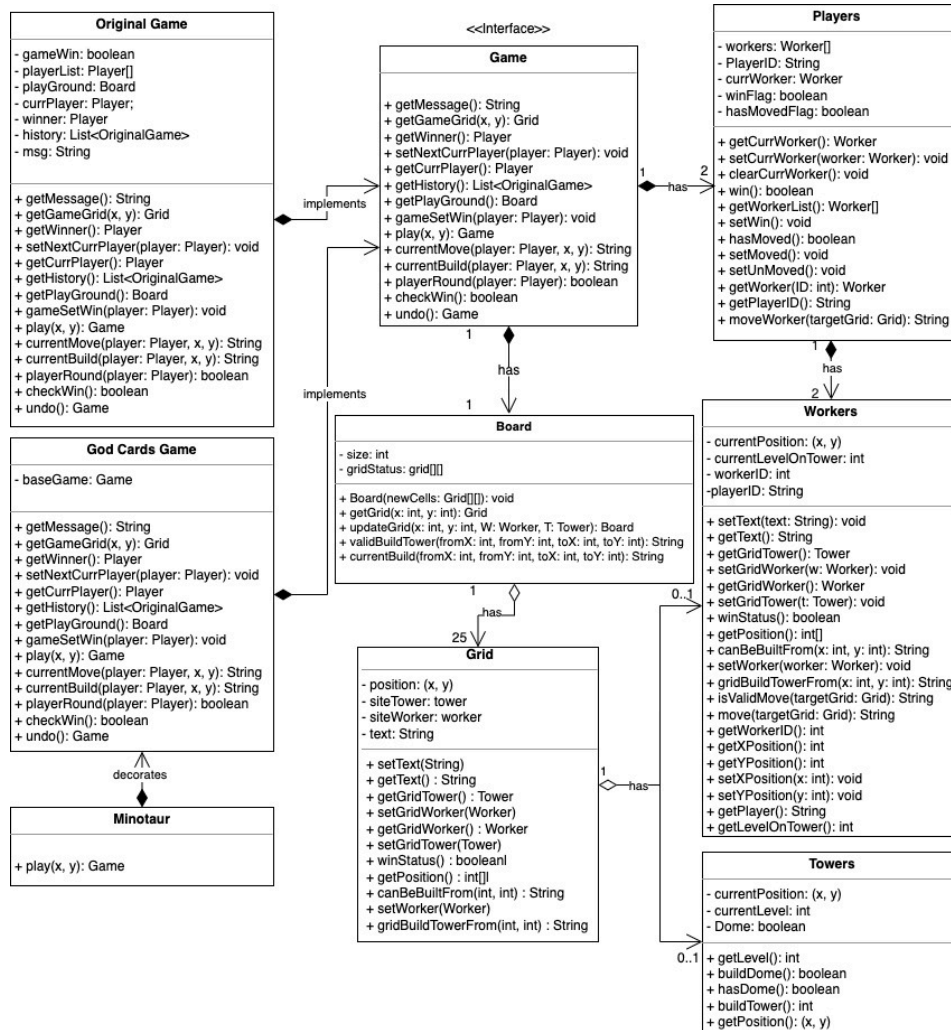 Original Game
- gameWin: boolean
- playerList: Player[]
- playGround: Board
- currPlayer: Player;
- winner: Player
- history: List<OriginalGame>
- msg: String
+ getMessage(): String
+ getGameGrid(x, y): Grid
+ getWinner(): Player
+ setNextCurrPlayer(player: Player): void
+ getCurrPlayer(): Player
+ getHistory(): List<OriginalGame>
+ getPlayGround(): Board
+ gameSetWin(player: Player): void
+ play(x, y): Game
+ currentMove(player: Player, x, y): String
+ currentBuild(player: Player, x, y): String
+ playerRound(player: Player): boolean
+ checkWin(): boolean
+ undo(): Game
implements
<<Interface>>
Game
+ getMessage(): String
+ getGameGrid(x, y): Grid
+ getWinner(): Player
+ setNextCurrPlayer(player: Player): void
+ getCurrPlayer(): Player
+ getHistory(): List<OriginalGame>
+ getPlayGround(): Board
+ gameSetWin(player: Player): void
+ play(x, y): Game
+ currentMove(player: Player, x, y): String
+ currentBuild(player: Player, x, y): String
+ playerRound(player: Player): boolean
+ checkWin(): boolean
+ undo(): Game
1
has
2
Players
- workers: Worker[]
- PlayerID: String
- currWorker: Worker
- winFlag: boolean
- hasMovedFlag: boolean
+ getCurrWorker(): Worker
+ setCurrWorker(worker: Worker): void
+ clearCurrWorker(): void
+ win(): boolean
+ getWorkerList(): Worker[]
+ setWin(): void
+ hasMoved(): boolean
+ setMoved(): void
+ setUnMoved(): void
+ getWorker(ID: int): Worker
+ getPlayerID(): String
+ moveWorker(targetGrid: Grid): String
1
has
2
1
has
1
implements
God Cards Game
- baseGame: Game
+ getMessage(): String
+ getGameGrid(x, y): Grid
+ getWinner(): Player
+ setNextCurrPlayer(player: Player): void
+ getCurrPlayer(): Player
+ getHistory(): List<OriginalGame>
+ getPlayGround(): Board
+ gameSetWin(player: Player): void
+ play(x, y): Game
+ currentMove(player: Player, x, y): String
+ currentBuild(player: Player, x, y): String
+ playerRound(player: Player): boolean
+ checkWin(): boolean
+ undo(): Game
decorates
Minotaur
+ play(x, y): Game
Board
- size: int
- gridStatus: grid[][]
+ Board(newCells: Grid[][]): void
+ getGrid(x: int, y: int): Grid
+ updateGrid(x: int, y: int, W: Worker, T: Tower): Board
+ validBuildTower(fromX: int, fromY: int, toX: int, toY: int): String
+ currentBuild(fromX: int, fromY: int, toX: int, toY: int): String
1
has
25
Grid
- position: (x, y)
- siteTower: tower
- siteWorker: worker
- text: String
+ setText(String)
+ getText() : String
+ getGridTower() : Tower
+ setGridWorker(Worker)
+ getGridWorker() : Worker
+ setGridTower(Tower)
+ winStatus() : booleanl
+ getPosition() : int[]l
+ canBeBuiltFrom(int, int) : String
+ setWorker(Worker)
+ gridBuildTowerFrom(int, int) : String
1
has
0..1
0..1
Workers
- currentPosition: (x, y)
- currentLevelOnTower: int
- workerID: int
-playerID: String
+ setText(text: String): void
+ getText(): String
+ getGridTower(): Tower
+ setGridWorker(w: Worker): void
+ getGridWorker(): Worker
+ setGridTower(t: Tower): void
+ winStatus(): boolean
+ getPosition(): int[]
+ canBeBuiltFrom(x: int, y: int): String
+ setWorker(worker: Worker): void
+ gridBuildTowerFrom(x: int, y: int): String
+ isValidMove(targetGrid: Grid): String
+ move(targetGrid: Grid): String
+ getWorkerID(): int
+ getXPosition(): int
+ getYPosition(): int
+ setXPosition(x: int): void
+ setYPosition(y: int): void
+ getPlayer(): String
+ getLevelOnTower(): int
Towers
- currentPosition: (x, y)
- currentLevel: int
- Dome: boolean
+ getLevel(): int
+ buildDome(): boolean
+ hasDome(): boolean
+ buildTower(): int
+ getPosition(): (x, y)